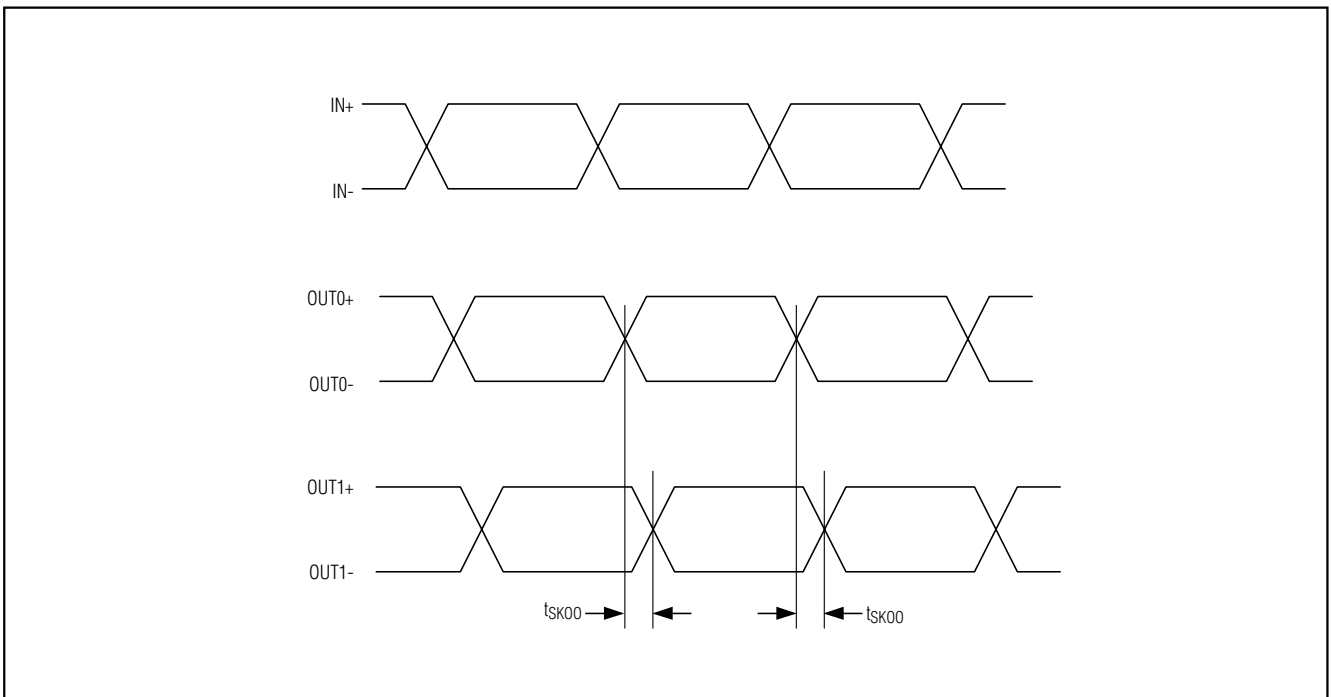 IN+
IN-
OUT0+
OUT0-
OUT1+
OUT1-
tSKOO tSKOO